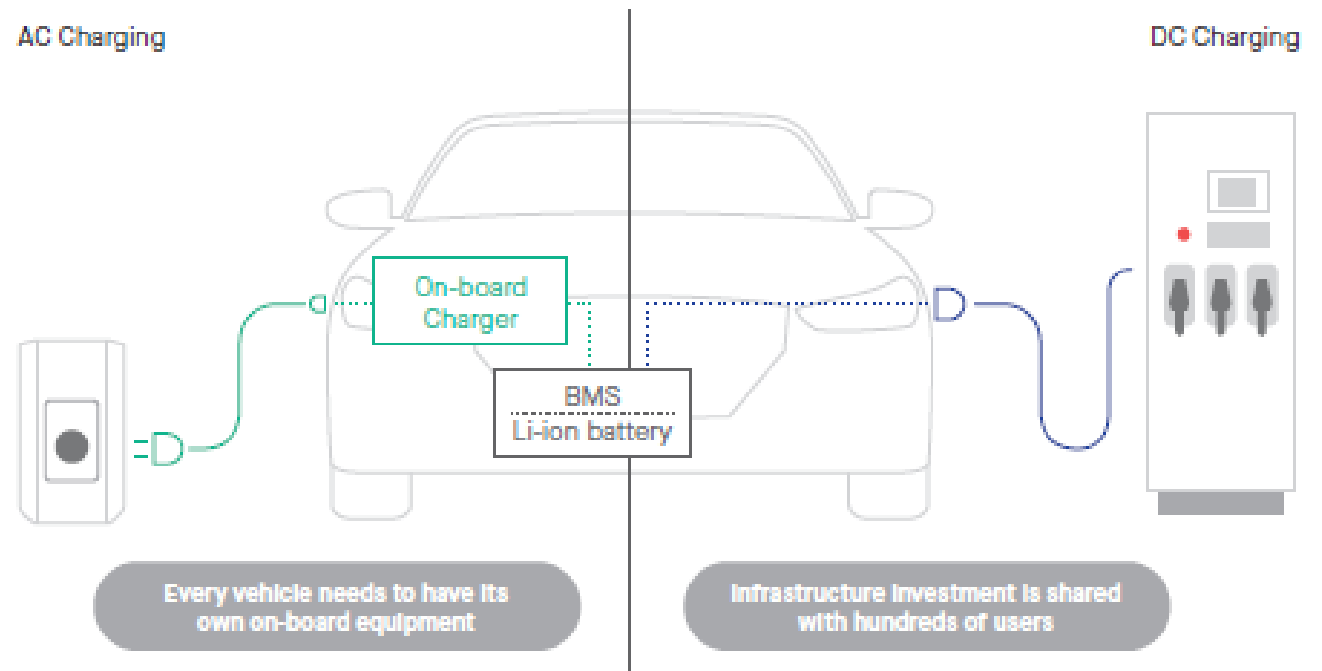 AC Charging
DC Charging
On-board
Charger
BMS
Li-ion battery
Every vehicle needs to have its
own on-board equipment
Infrastructure investment is shared
with hundreds of users